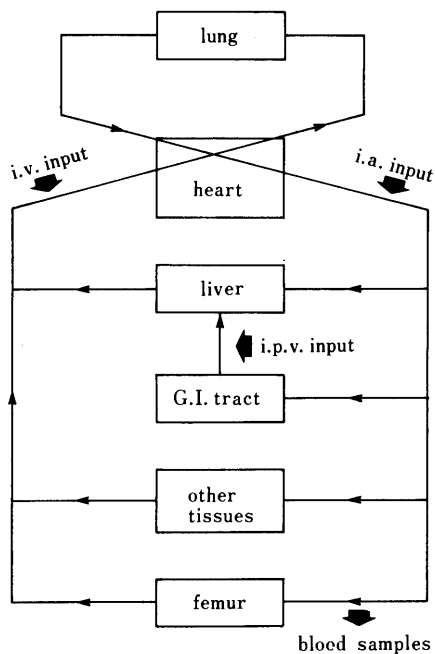 lung
i.v. input
i.a. input
heart
liver
i.p.v. input
G.I. tract
other
tissues
femur
blood samples